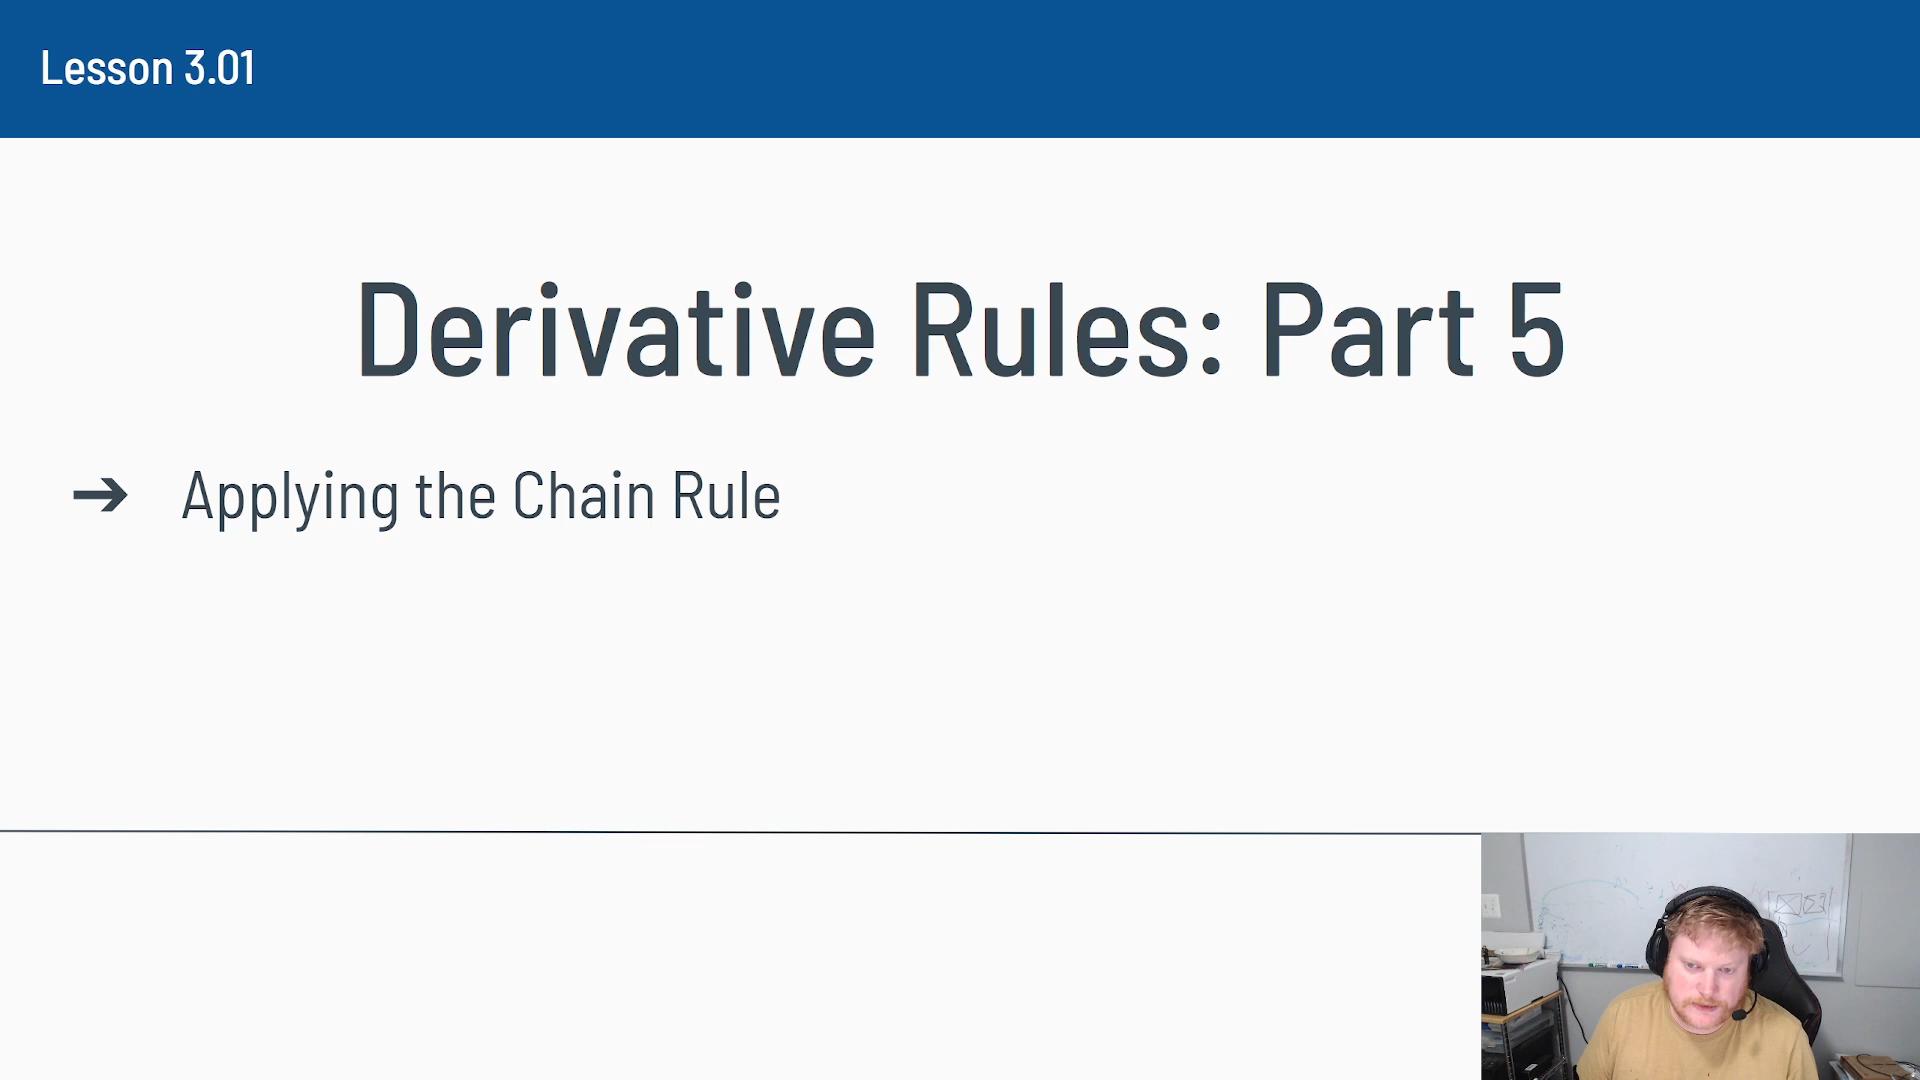 Lesson 3.01
Derivative Rules: Part 5
➔ Applying the Chain Rule